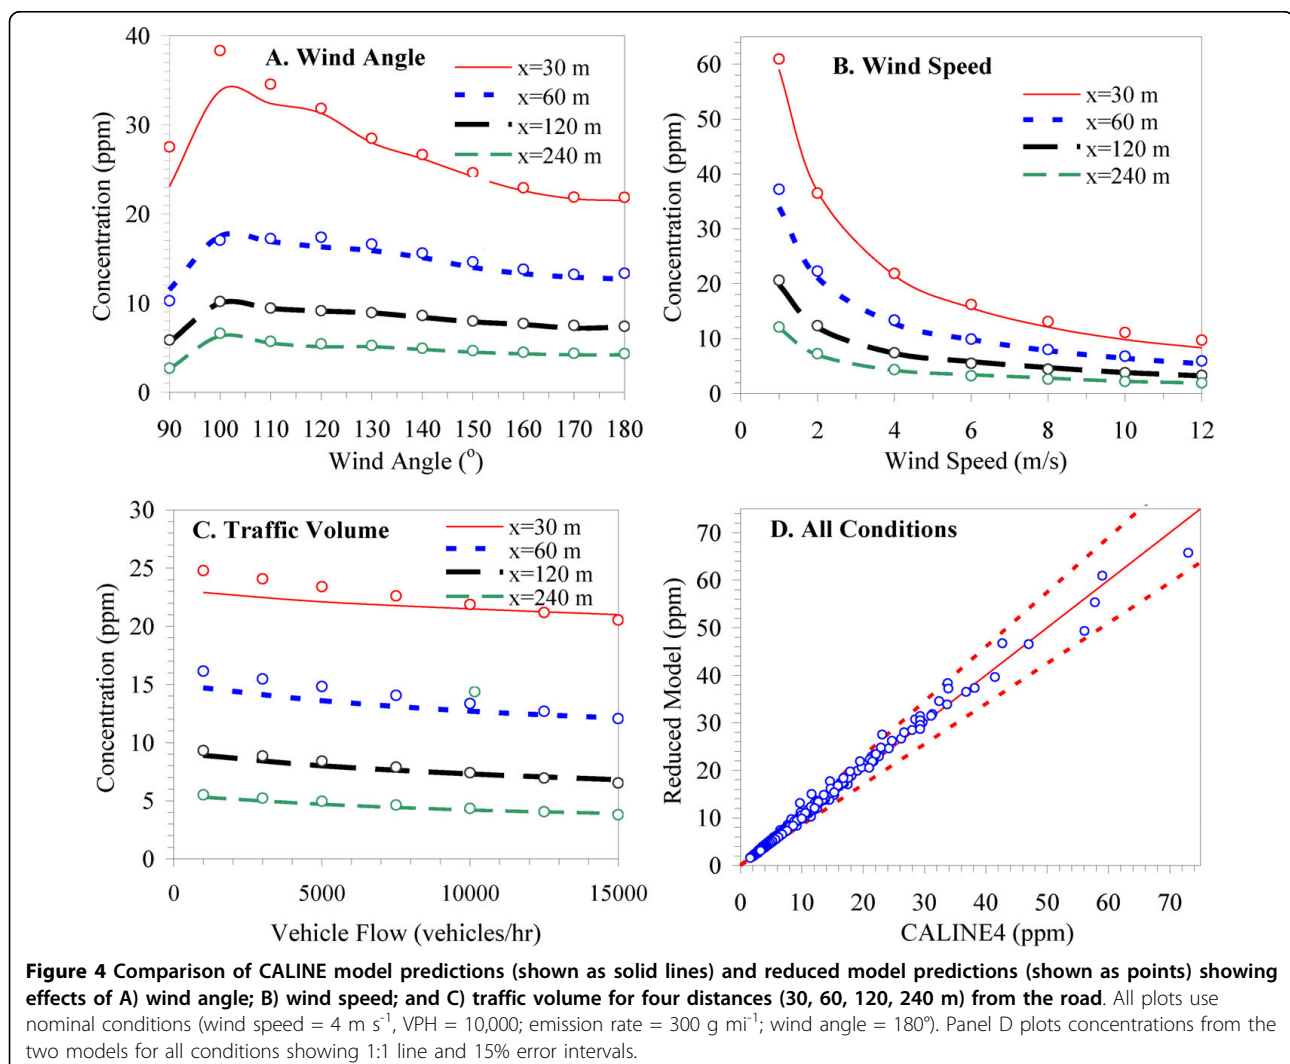 A. Wind Angle
40
30
20
10
0
Concentration (ppm)
x=30 m
x=60 m
x=120 m
x=240 m
90 100 110 120 130 140 150 160 170 180
Wind Angle (o)
B. Wind Speed
60
50
40
30
20
10
0
Concentration (ppm)
x=30 m
x=60 m
x=120 m
x=240 m
0 2 4 6 8 10 12
Wind Speed (m/s)
C. Traffic Volume
30
25
20
15
10
5
0
Concentration (ppm)
x=30 m
x=60 m
x=120 m
x=240 m
0 5000 10000 15000
Vehicle Flow (vehicles/hr)
D. All Conditions
70
60
50
40
30
20
10
0
Reduced Model (ppm)
0 10 20 30 40 50 60 70
CALINE4 (ppm)
Figure 4 Comparison of CALINE model predictions (shown as solid lines) and reduced model predictions (shown as points) showing
effects of A) wind angle; B) wind speed; and C) traffic volume for four distances (30, 60, 120, 240 m) from the road. All plots use
nominal conditions (wind speed = 4 m s-1, VPH = 10,000; emission rate = 300 g mi-1; wind angle = 180°). Panel D plots concentrations from the
two models for all conditions showing 1:1 line and 15% error intervals.